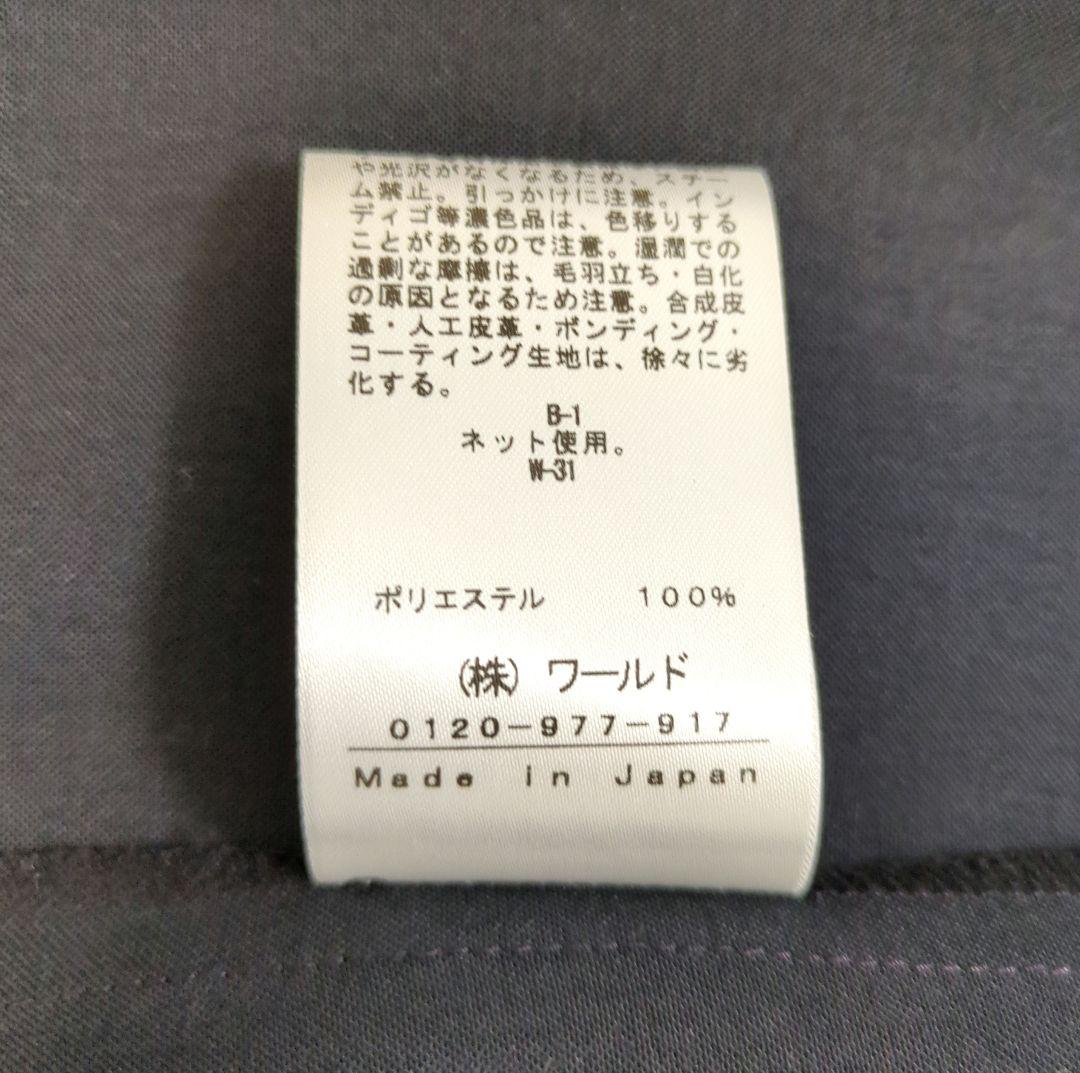 や光沢がなくなるため、スチー
ム禁止。引っかけに注意。イン
ディゴ等濃色品は、色移りする
ことがあるので注意。湿潤での
過剰な摩擦は、毛羽立ち・白化
の原因となるため注意。合成皮
革・人工皮革・ボンディング・
コーティング生地は、徐々に劣
化する。
B-1
ネット使用。
W-31
ポリエステル 100%
(株) ワールド
0120-977-917
Made in Japan